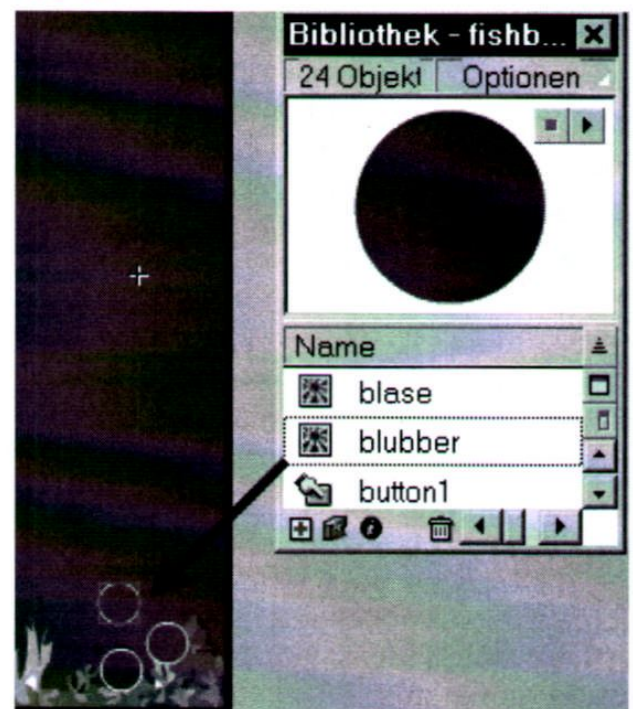 Bibliothek - fishb...
24 Objekt Optionen
Name
blase
blubber
button1